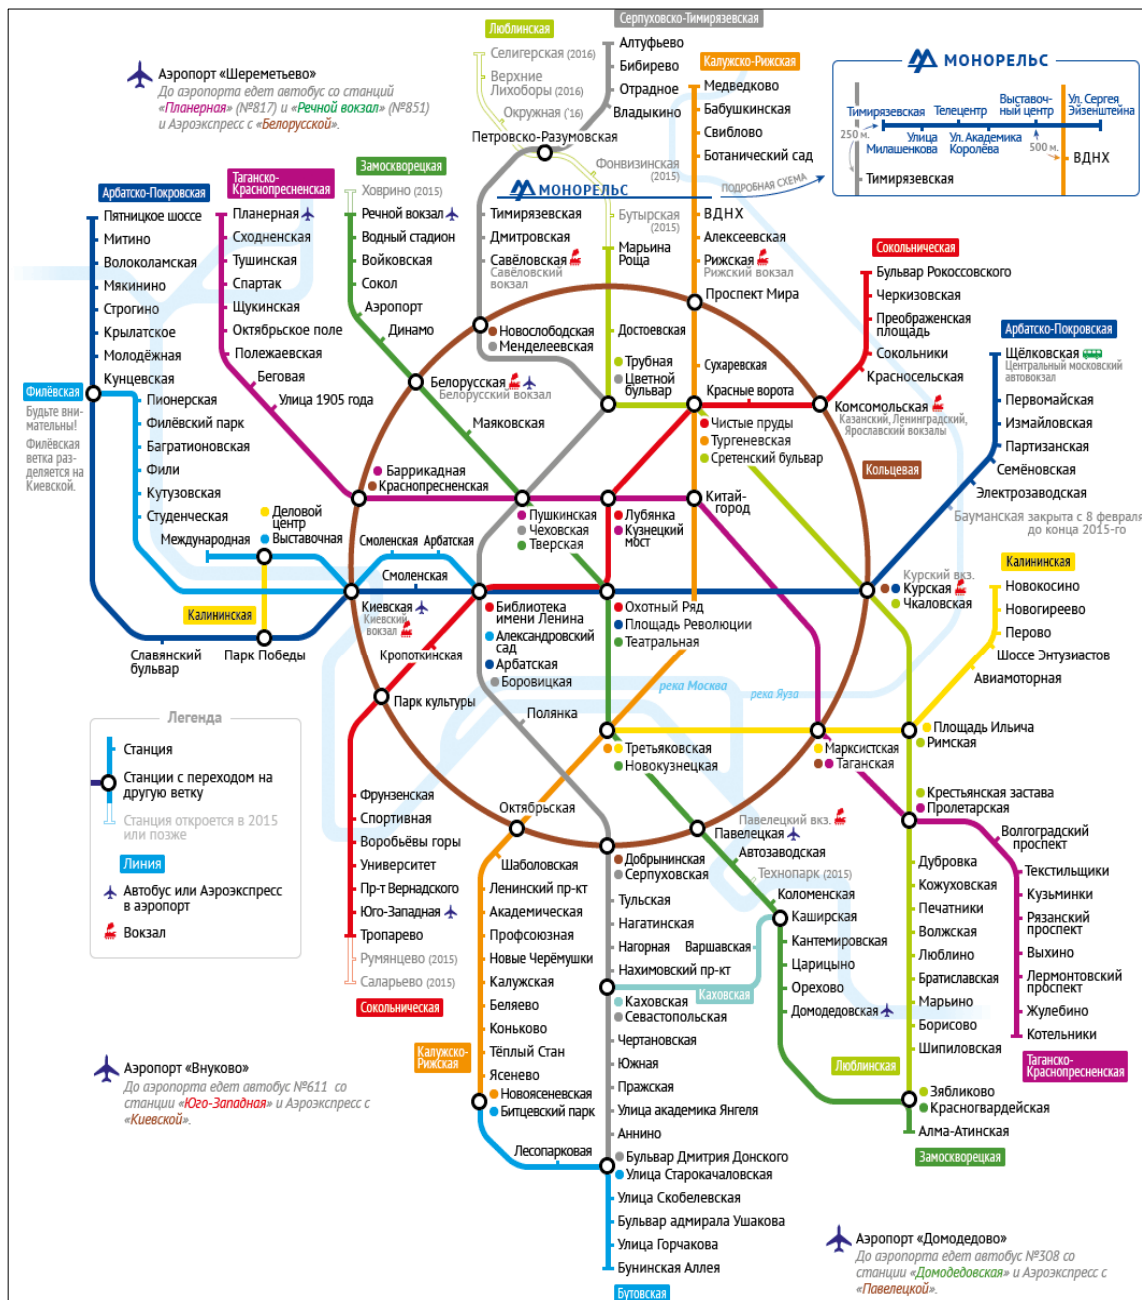 Серпуховско-Тимирязевская
Люблинская
Селигерская (2016)
Верхние
Лихоборы (2016)
Окружная ('16)
Алтуфьево
Бибирево
Отрадное
Владыкино
Петровско-Разумовская
Фонвизинская
(2015)
Бутырская
(2015)
Калужско-Рижская
Медведково
Бабушкинская
Свиблово
Ботанический сад
МОНОРЕЛЬС
Тимирязевская
Телецентр
Выставоч-
ный центр
Ул. Сергея
Эйзенштейна
250 м.
Улица
Милашенкова
Ул. Академика
Королёва
500 м.
ВДНХ
Тимирязевская
ПОДРОБНАЯ СХЕМА
МОНОРЕЛЬС
Аэропорт «Шереметьево»
До аэропорта едет автобус со станций
«Планерная» (№817) и «Речной вокзал» (№851)
и Аэроэкспресс с «Белорусской».
Арбатско-Покровская
Пятницкое шоссе
Митино
Волоколамская
Мякинино
Строгино
Крылатское
Молодёжная
Кунцевская
Таганско-
Краснопресненская
Планерная
Сходненская
Тушинская
Спартак
Щукинская
Октябрьское поле
Полежаевская
Беговая
Улица 1905 года
Замоскворецкая
Ховрино (2015)
Речной вокзал
Водный стадион
Войковская
Сокол
Аэропорт
Динамо
Белорусская
Белорусский вокзал
Маяковская
Тимирязевская
Дмитровская
Савёловская
Савёловский
вокзал
Новослободская
Менделеевская
Марьина
Роща
Достоевская
Трубная
Цветной
бульвар
ВДНХ
Алексеевская
Рижская
Рижский вокзал
Проспект Мира
Сухаревская
Красные ворота
Чистые пруды
Тургеневская
Сретенский бульвар
Сокольническая
Бульвар Рокоссовского
Черкизовская
Преображенская
площадь
Сокольники
Красносельская
Комсомольская
Казанский, Ленинградский,
Ярославский вокзалы
Арбатско-Покровская
Щёлковская
Центральный московский
автовокзал
Первомайская
Измайловская
Партизанская
Семёновская
Электрозаводская
Бауманская закрыта с 8 февраля
до конца 2015-го
Кольцевая
Филёвская
Будьте вни-
мательны!
Филёвская
ветка раз-
деляется на
Киевской.
Пионерская
Филёвский парк
Багратионовская
Фили
Кутузовская
Студенческая
Международная
Деловой
центр
Выставочная
Калининская
Парк Победы
Славянский
бульвар
Баррикадная
Краснопресненская
Смоленская
Арбатская
Смоленская
Киевская
Киевский
вокзал
Пушкинская
Чеховская
Тверская
Лубянка
Кузнецкий
мост
Китай-
город
Библиотека
имени Ленина
Александровский
сад
Арбатская
Боровицкая
Охотный Ряд
Площадь Революции
Театральная
Курский вкз.
Курская
Чкаловская
Калининская
Новокосино
Новогиреево
Перово
Шоссе Энтузиастов
Авиамоторная
Площадь Ильича
Римская
Кропоткинская
Парк культуры
Полянка
река Москва
река Яуза
Третьяковская
Новокузнецкая
Марксистская
Таганская
Легенда
Станция
Станции с переходом на
другую ветку
Станция откроется в 2015
или позже
Линия
Автобус или Аэроэкспресс
в аэропорт
Вокзал
Фрунзенская
Спортивная
Воробьёвы горы
Университет
Пр-т Вернадского
Юго-Западная
Тропарево
Румянцево (2015)
Саларьево (2015)
Сокольническая
Октябрьская
Шаболовская
Ленинский пр-кт
Академическая
Профсоюзная
Новые Черёмушки
Калужская
Беляево
Коньково
Тёплый Стан
Ясенево
Новоясеневская
Битцевский парк
Калужско-
Рижская
Добрынинская
Серпуховская
Тульская
Нагатинская
Нагорная
Нахимовский пр-кт
Каховская
Севастопольская
Чертановская
Южная
Пражская
Улица академика Янгеля
Аннино
Бульвар Дмитрия Донского
Улица Старокачаловская
Лесопарковая
Улица Скобелевская
Бульвар адмирала Ушакова
Улица Горчакова
Бунинская Аллея
Бутовская
Павелецкий вкз.
Павелецкая
Автозаводская
Технопарк (2015)
Коломенская
Каширская
Варшавская
Каховская
Кантемировская
Царицыно
Орехово
Домодедовская
Крестьянская застава
Пролетарская
Дубровка
Кожуховская
Печатники
Волжская
Люблино
Братиславская
Марьино
Борисово
Шипиловская
Люблинская
Зябликово
Красногвардейская
Алма-Атинская
Замоскворецкая
Волгоградский
проспект
Текстильщики
Кузьминки
Рязанский
проспект
Выхино
Лермонтовский
проспект
Жулебино
Котельники
Таганско-
Краснопресненская
Аэропорт «Внуково»
До аэропорта едет автобус №611 со
станции «Юго-Западная» и Аэроэкспресс с
«Киевской».
Аэропорт «Домодедово»
До аэропорта едет автобус №308 со
станции «Домодедовская» и Аэроэкспресс с
«Павелецкой».